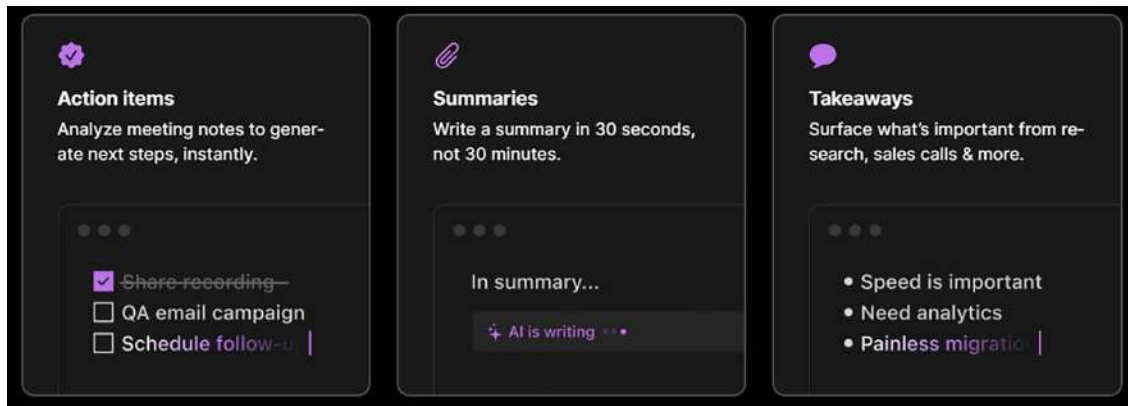 Action items
Analyze meeting notes to gener-
ate next steps, instantly.
Share recording
QA email campaign
Schedule follow-u
Summaries
Write a summary in 30 seconds,
not 30 minutes.
In summary...
AI is writing
Takeaways
Surface what's important from re-
search, sales calls & more.
• Speed is important
• Need analytics
• Painless migratio